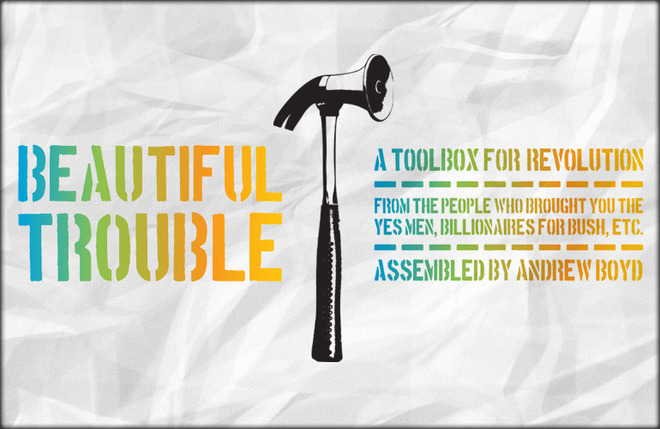 BEAUTIFUL
TROUBLE
A TOOLBOX FOR REVOLUTION
FROM THE PEOPLE WHO BROUGHT YOU THE
YES MEN, BILLIONAIRES FOR BUSH, ETC.
ASSEMBLED BY ANDREW BOYD